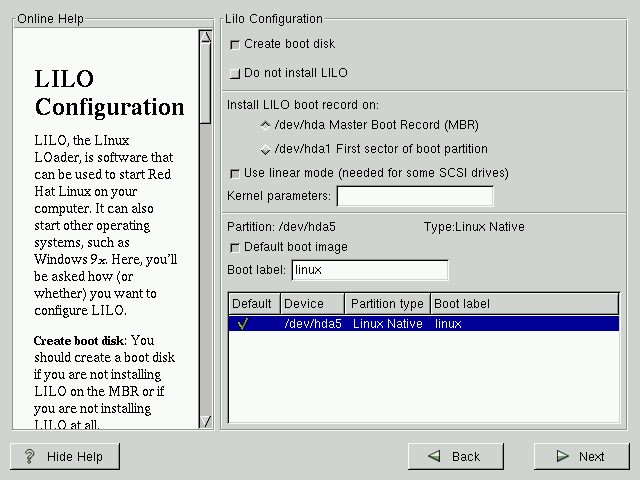 Online Help
LILO
Configuration
LILO, the LInux
LOader, is software that
can be used to start Red
Hat Linux on your
computer. It can also
start other operating
systems, such as
Windows 9x. Here, you'll
be asked how (or
whether) you want to
configure LILO.
Create boot disk: You
should create a boot disk
if you are not installing
LILO on the MBR or if
you are not installing
LILO at all.
Lilo Configuration
Create boot disk
Do not install LILO
Install LILO boot record on:
/dev/hda Master Boot Record (MBR)
/dev/hda1 First sector of boot partition
Use linear mode (needed for some SCSI drives)
Kernel parameters:
Partition: /dev/hda5 Type:Linux Native
Default boot image
Boot label: linux
Default Device Partition type Boot label
/dev/hda5 Linux Native linux
Hide Help Back Next